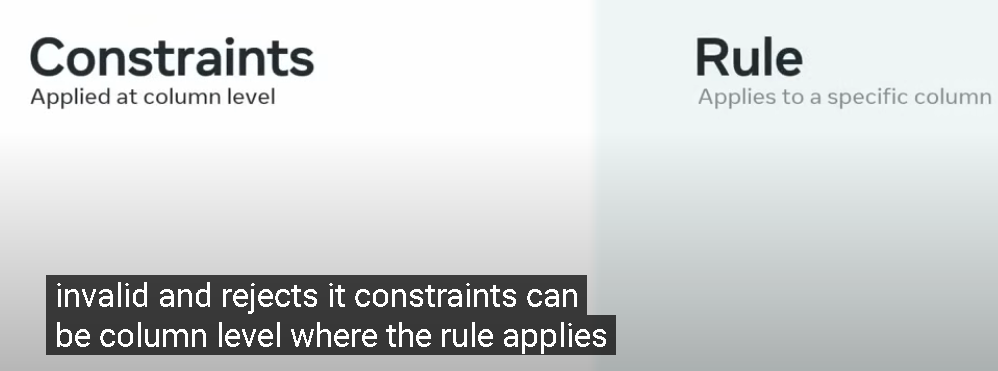 Constraints
Applied at column level
Rule
Applies to a specific column
invalid and rejects it constraints can
be column level where the rule applies